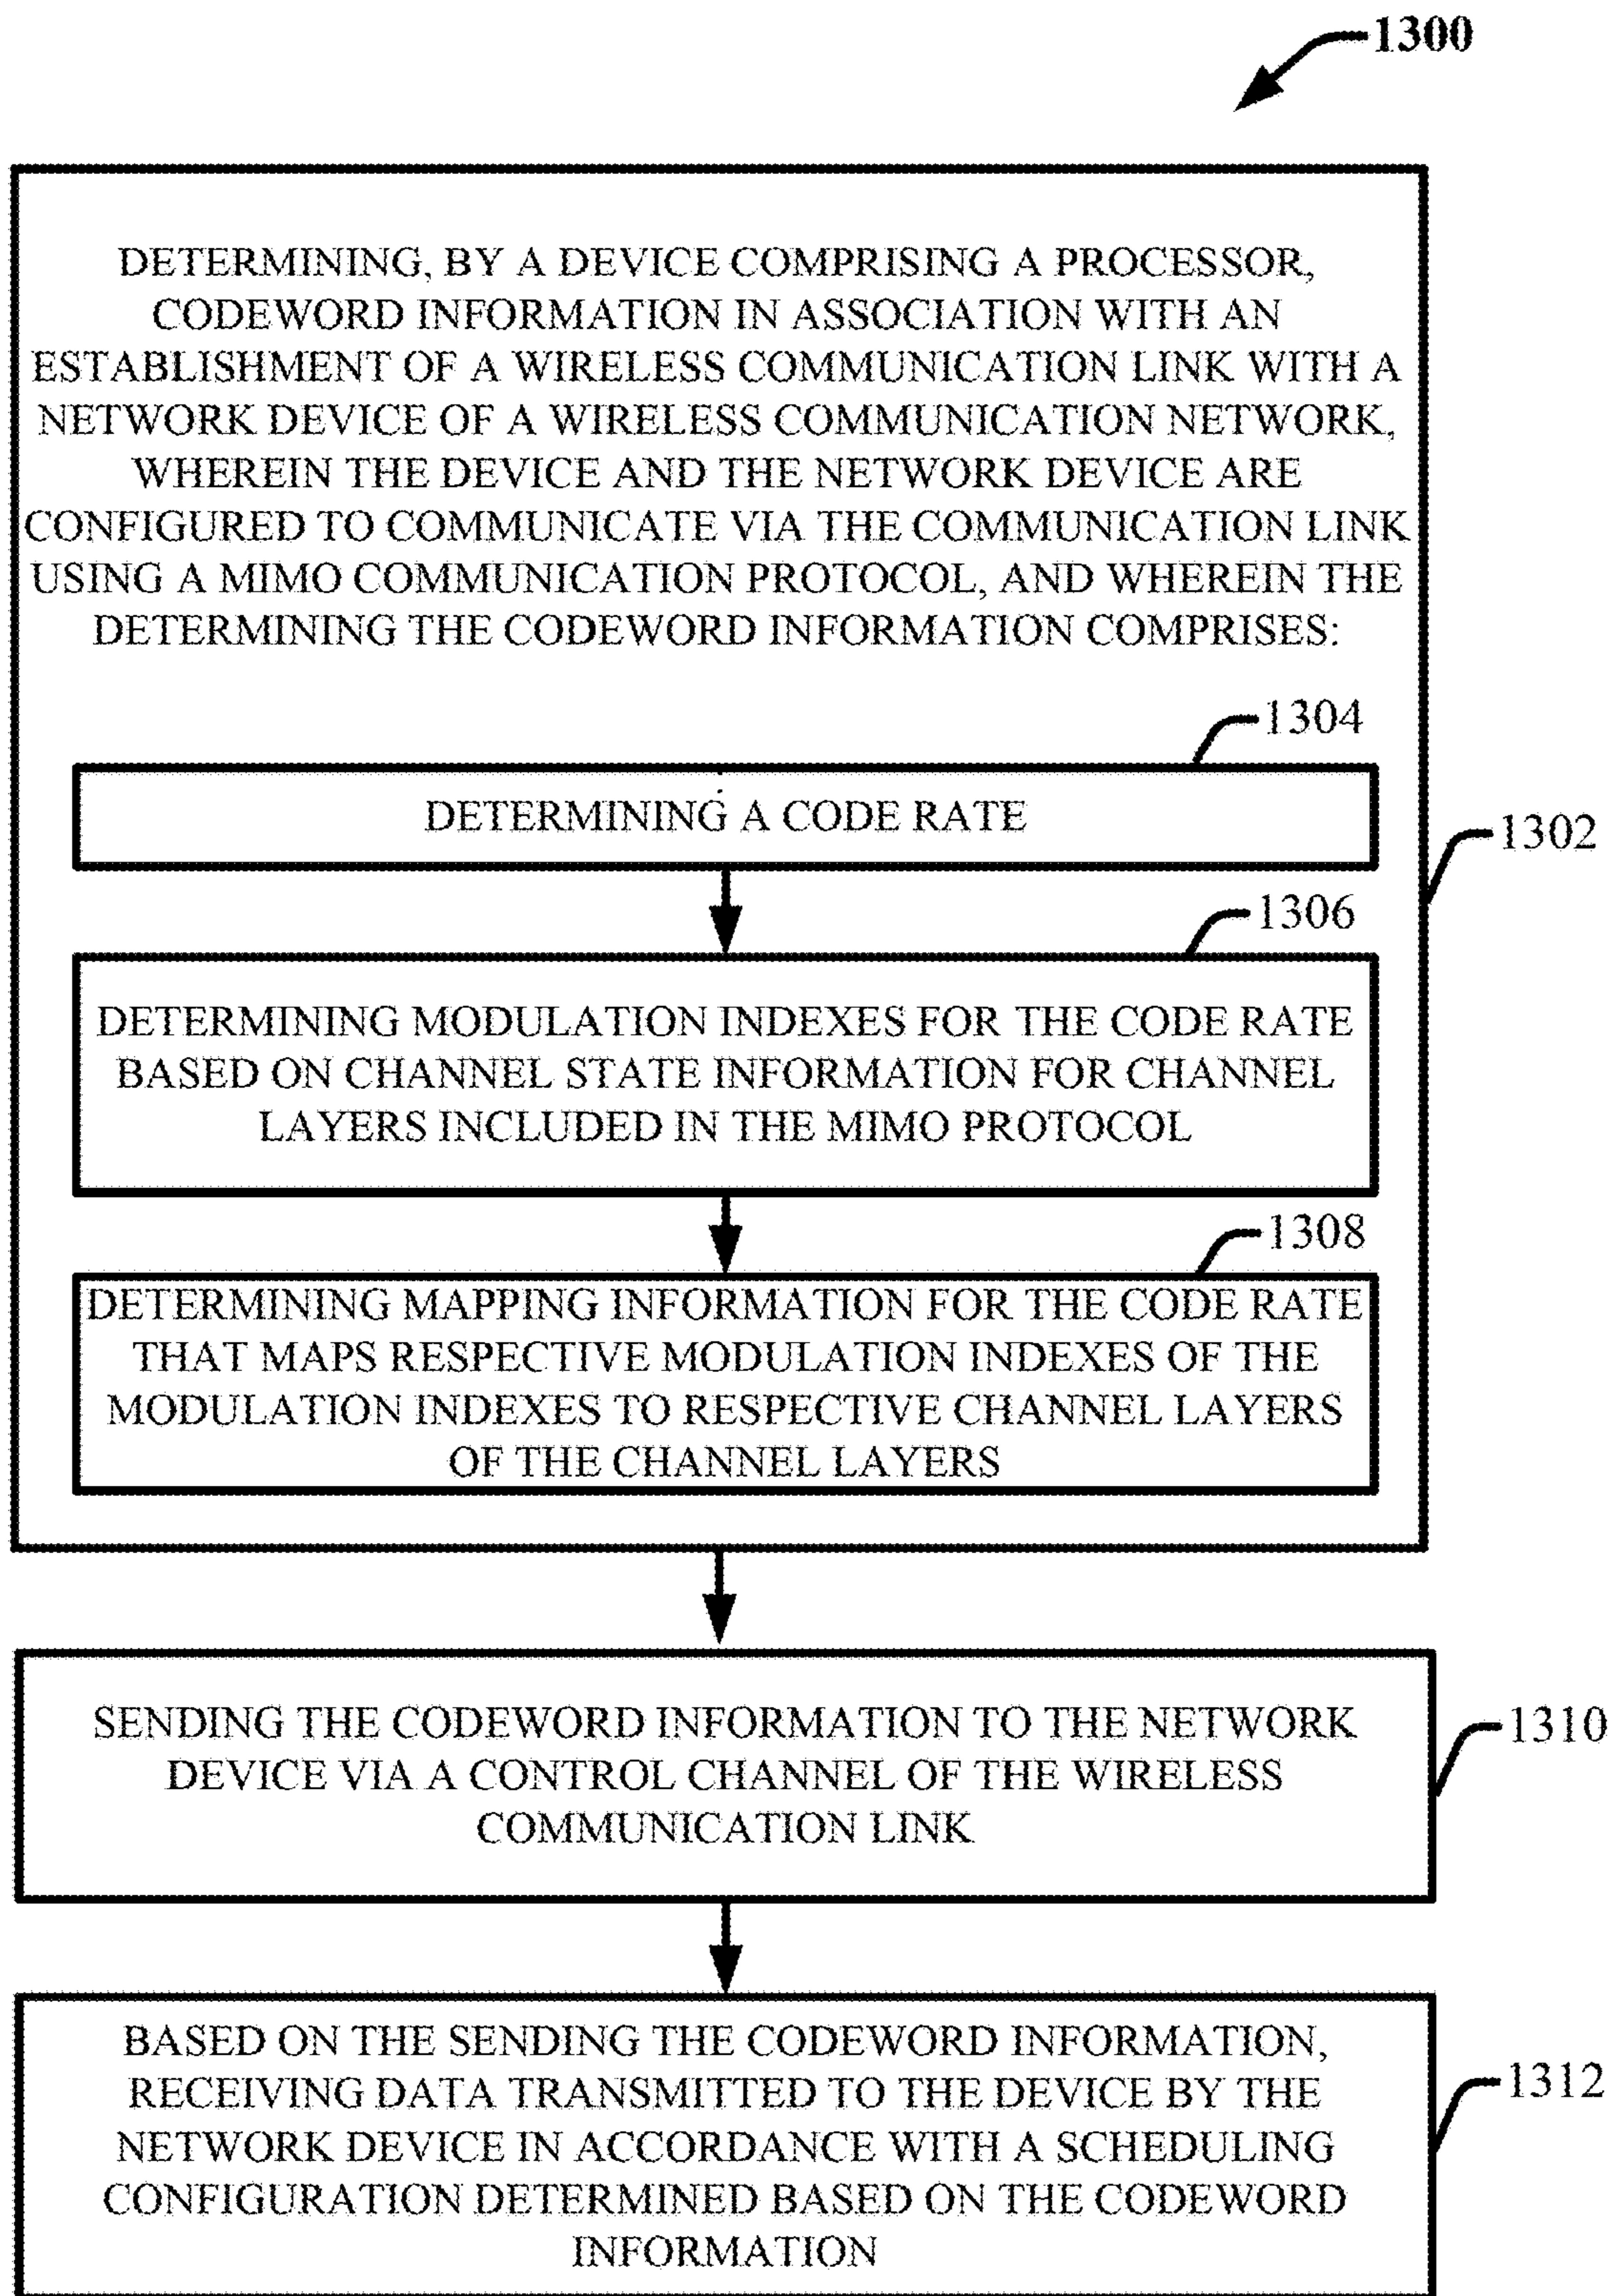 1300
DETERMINING, BY A DEVICE COMPRISING A PROCESSOR,
CODEWORD INFORMATION IN ASSOCIATION WITH AN
ESTABLISHMENT OF A WIRELESS COMMUNICATION LINK WITH A
NETWORK DEVICE OF A WIRELESS COMMUNICATION NETWORK,
WHEREIN THE DEVICE AND THE NETWORK DEVICE ARE
CONFIGURED TO COMMUNICATE VIA THE COMMUNICATION LINK
USING A MIMO COMMUNICATION PROTOCOL, AND WHEREIN THE
DETERMINING THE CODEWORD INFORMATION COMPRISES:
1304
DETERMINING A CODE RATE
1302
1306
DETERMINING MODULATION INDEXES FOR THE CODE RATE
BASED ON CHANNEL STATE INFORMATION FOR CHANNEL
LAYERS INCLUDED IN THE MIMO PROTOCOL
1308
DETERMINING MAPPING INFORMATION FOR THE CODE RATE
THAT MAPS RESPECTIVE MODULATION INDEXES OF THE
MODULATION INDEXES TO RESPECTIVE CHANNEL LAYERS
OF THE CHANNEL LAYERS
SENDING THE CODEWORD INFORMATION TO THE NETWORK
DEVICE VIA A CONTROL CHANNEL OF THE WIRELESS
COMMUNICATION LINK
1310
BASED ON THE SENDING THE CODEWORD INFORMATION,
RECEIVING DATA TRANSMITTED TO THE DEVICE BY THE
NETWORK DEVICE IN ACCORDANCE WITH A SCHEDULING
CONFIGURATION DETERMINED BASED ON THE CODEWORD
INFORMATION
1312